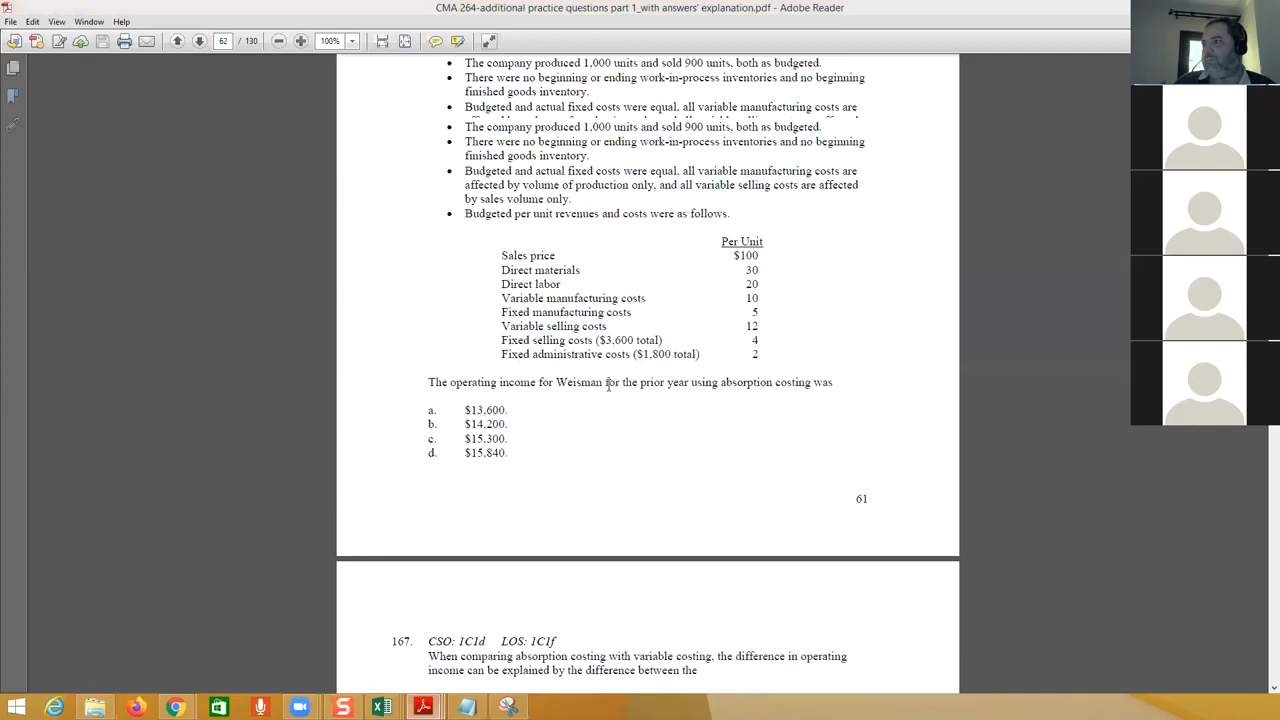 CMA 264-additional practice questions part 1_with answers' explanation.pdf - Adobe Reader
File Edit View Window Help
62 / 130 100%
• The company produced 1,000 units and sold 900 units, both as budgeted.
• There were no beginning or ending work-in-process inventories and no beginning
finished goods inventory.
• Budgeted and actual fixed costs were equal, all variable manufacturing costs are
• The company produced 1,000 units and sold 900 units, both as budgeted.
• There were no beginning or ending work-in-process inventories and no beginning
finished goods inventory.
• Budgeted and actual fixed costs were equal, all variable manufacturing costs are
affected by volume of production only, and all variable selling costs are affected
by sales volume only.
• Budgeted per unit revenues and costs were as follows.
Per Unit
Sales price $100
Direct materials 30
Direct labor 20
Variable manufacturing costs 10
Fixed manufacturing costs 5
Variable selling costs 12
Fixed selling costs ($3,600 total) 4
Fixed administrative costs ($1,800 total) 2
The operating income for Weisman for the prior year using absorption costing was
a. $13,600.
b. $14,200.
c. $15,300.
d. $15,840.
61
167. CSO: 1C1d LOS: 1C1f
When comparing absorption costing with variable costing, the difference in operating
income can be explained by the difference between the